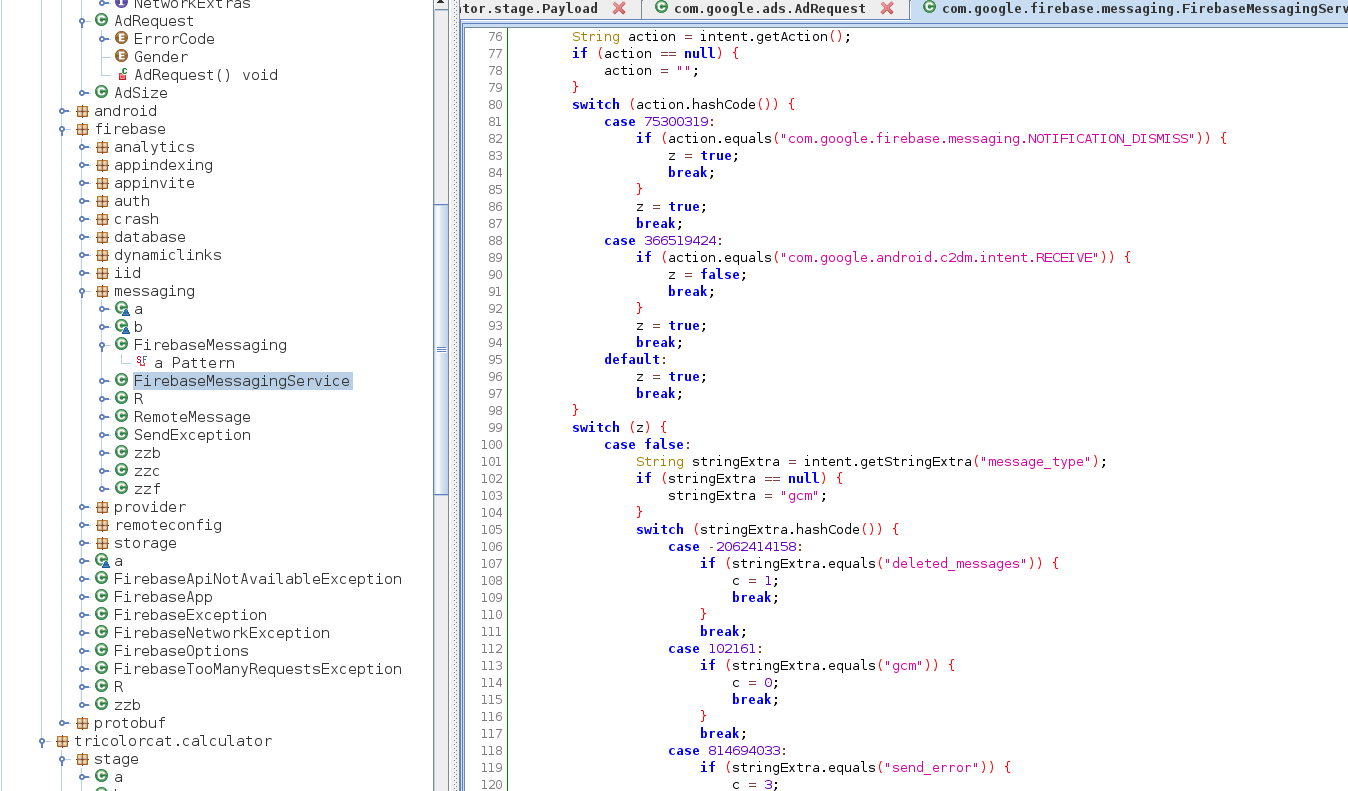 NetworkExtras
AdRequest
ErrorCode
Gender
AdRequest() void
AdSize
android
firebase
analytics
appindexing
appinvite
auth
crash
database
dynamiclinks
iid
messaging
a
b
FirebaseMessaging
a Pattern
FirebaseMessagingService
R
RemoteMessage
SendException
zzb
zzc
zzf
provider
remoteconfig
storage
a
FirebaseApiNotAvailableException
FirebaseApp
FirebaseException
FirebaseNetworkException
FirebaseOptions
FirebaseTooManyRequestsException
R
zzb
protobuf
tricolorcat.calculator
stage
a
tor.stage.Payload com.google.ads.AdRequest com.google.firebase.messaging.FirebaseMessagingServ
76 String action = intent.getAction();
77 if (action == null) {
78 action = "";
79 }
80 switch (action.hashCode()) {
81 case 75300319:
82 if (action.equals("com.google.firebase.messaging.NOTIFICATION_DISMISS")) {
83 z = true;
84 break;
85 }
86 z = true;
87 break;
88 case 366519424:
89 if (action.equals("com.google.android.c2dm.intent.RECEIVE")) {
90 z = false;
91 break;
92 }
93 z = true;
94 break;
95 default:
96 z = true;
97 break;
98 }
99 switch (z) {
100 case false:
101 String stringExtra = intent.getStringExtra("message_type");
102 if (stringExtra == null) {
103 stringExtra = "gcm";
104 }
105 switch (stringExtra.hashCode()) {
106 case -2062414158:
107 if (stringExtra.equals("deleted_messages")) {
108 c = 1;
109 break;
110 }
111 break;
112 case 102161:
113 if (stringExtra.equals("gcm")) {
114 c = 0;
115 break;
116 }
117 break;
118 case 814694033:
119 if (stringExtra.equals("send_error")) {
120 c = 3;